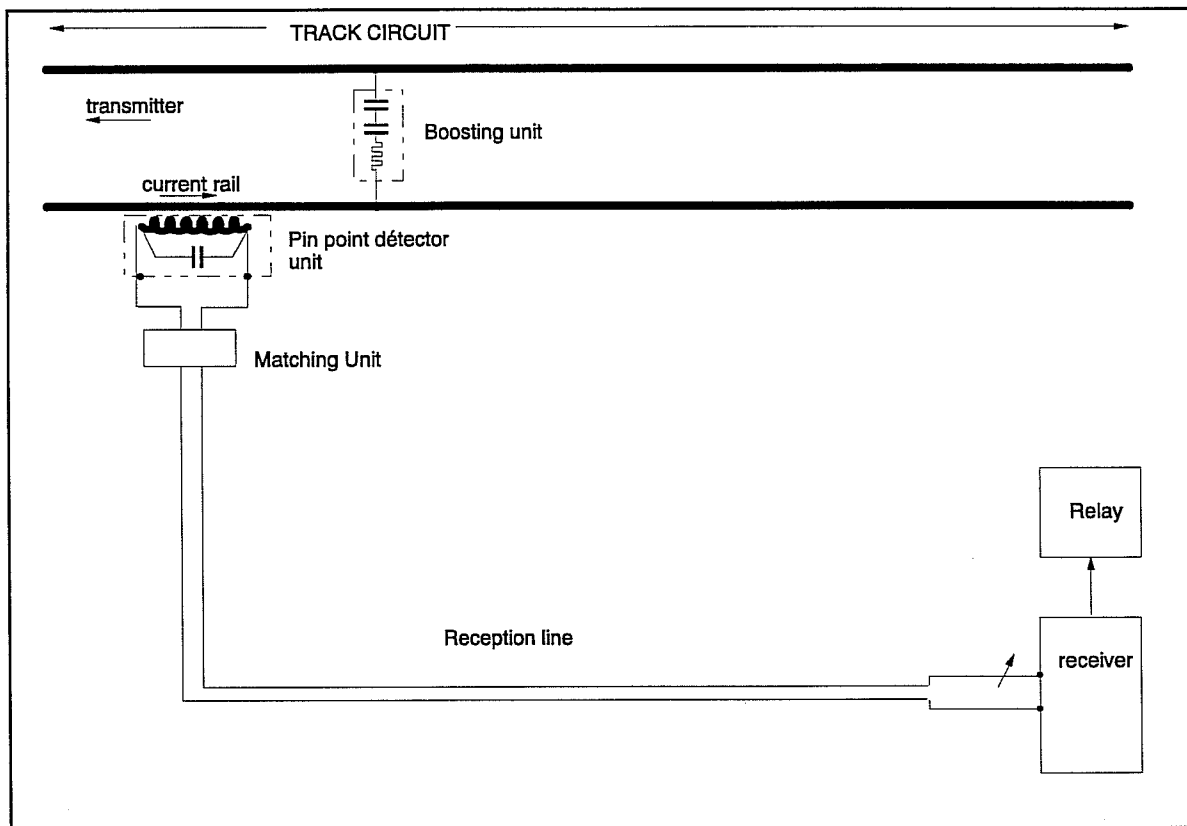 TRACK CIRCUIT
transmitter
Boosting unit
current rail
Pin point détector
unit
Matching Unit
Relay
Reception line
receiver